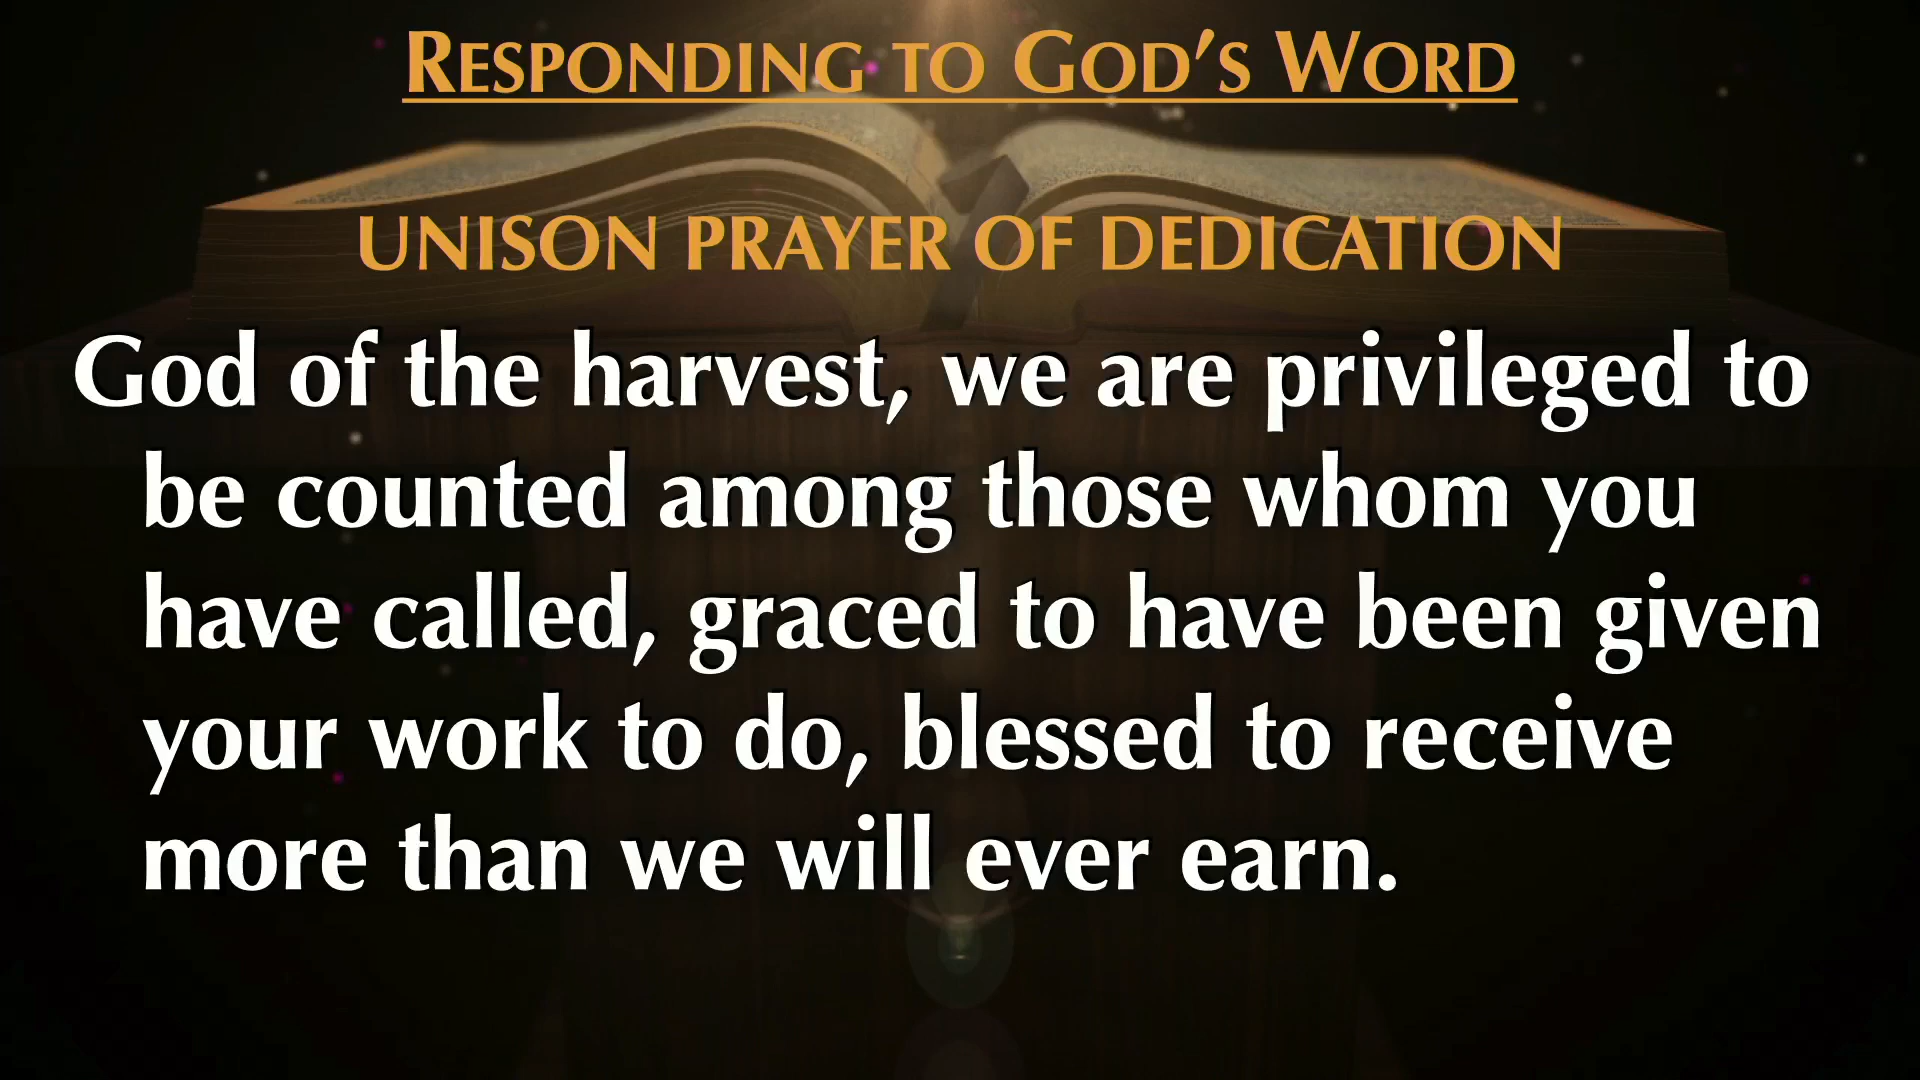 Responding to God's Word
UNISON PRAYER OF DEDICATION
God of the harvest, we are privileged to
be counted among those whom you
have called, graced to have been given
your work to do, blessed to receive
more than we will ever earn.